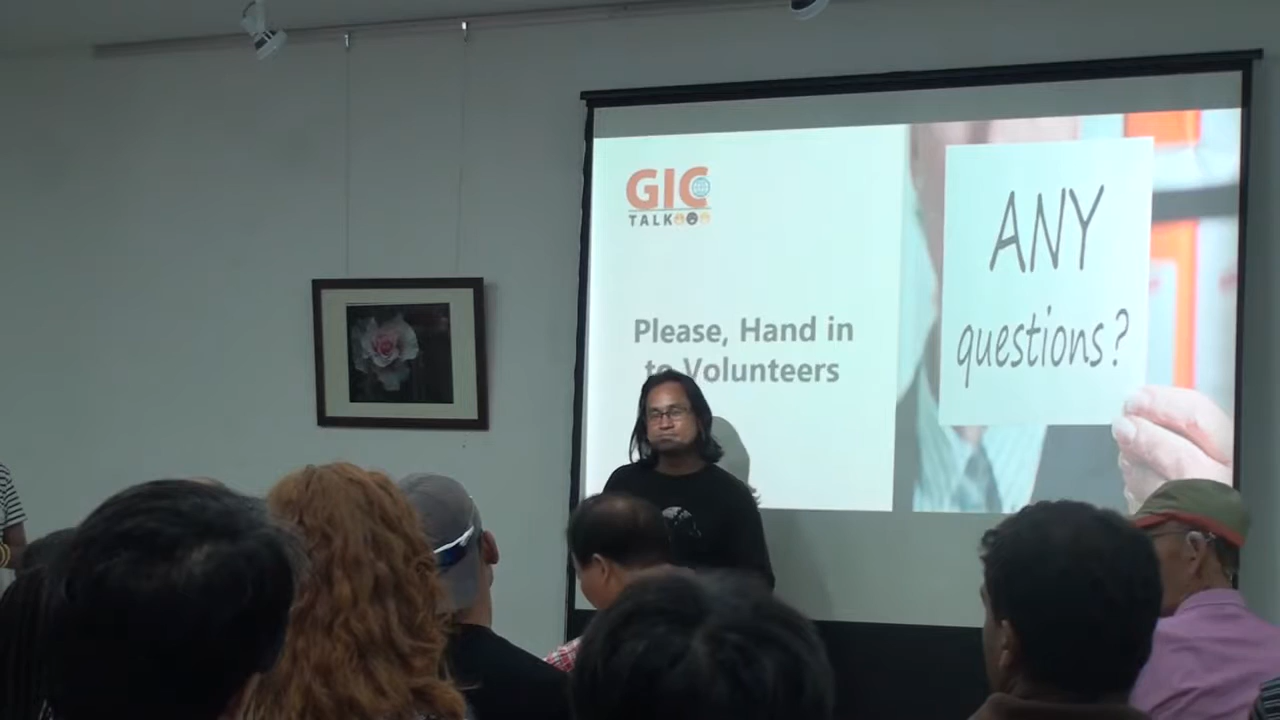 GIC
TALK
Please, Hand in
to Volunteers
ANY
questions?